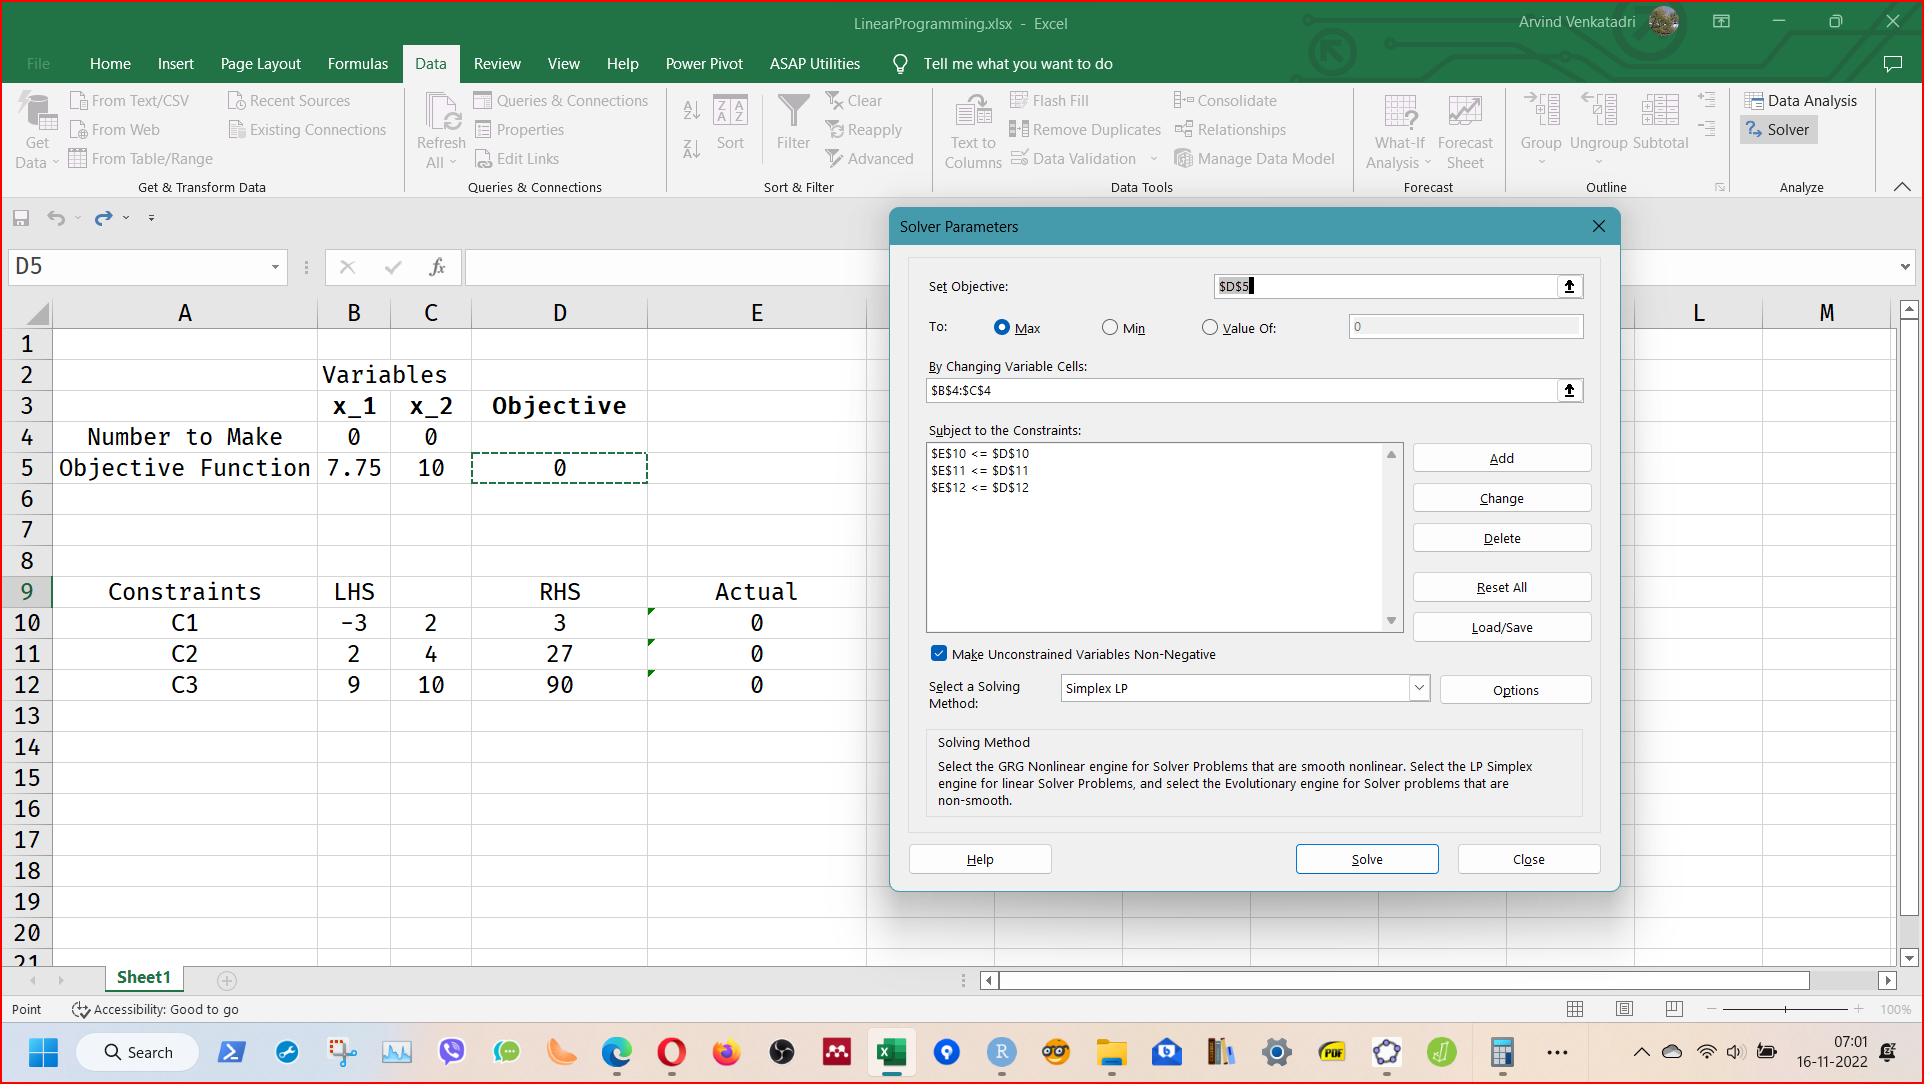 LinearProgramming.xlsx - Excel
Arvind Venkatadri
File Home Insert Page Layout Formulas Data Review View Help Power Pivot ASAP Utilities Tell me what you want to do
Get Data
From Text/CSV
From Web
From Table/Range
Recent Sources
Existing Connections
Get & Transform Data
Refresh All
Queries & Connections
Properties
Edit Links
Queries & Connections
Sort
Filter
Clear
Reapply
Advanced
Sort & Filter
Text to Columns
Flash Fill
Remove Duplicates
Data Validation
Consolidate
Relationships
Manage Data Model
Data Tools
What-If Analysis
Forecast Sheet
Forecast
Group
Ungroup
Subtotal
Outline
Data Analysis
Solver
Analyze
D5
fx
A B C D E L M
1
2 Variables
3 x_1 x_2 Objective
4 Number to Make 0 0
5 Objective Function 7.75 10 0
6
7
8
9 Constraints LHS RHS Actual
10 C1 -3 2 3 0
11 C2 2 4 27 0
12 C3 9 10 90 0
13
14
15
16
17
18
19
20
21
Solver Parameters
Set Objective: $D$5
To: Max Min Value Of: 0
By Changing Variable Cells:
$B$4:$C$4
Subject to the Constraints:
$E$10 <= $D$10
$E$11 <= $D$11
$E$12 <= $D$12
Add
Change
Delete
Reset All
Load/Save
Make Unconstrained Variables Non-Negative
Select a Solving Method: Simplex LP Options
Solving Method
Select the GRG Nonlinear engine for Solver Problems that are smooth nonlinear. Select the LP Simplex
engine for linear Solver Problems, and select the Evolutionary engine for Solver problems that are
non-smooth.
Help Solve Close
Sheet1
Point Accessibility: Good to go 100%
Search
PDF
07:01
16-11-2022